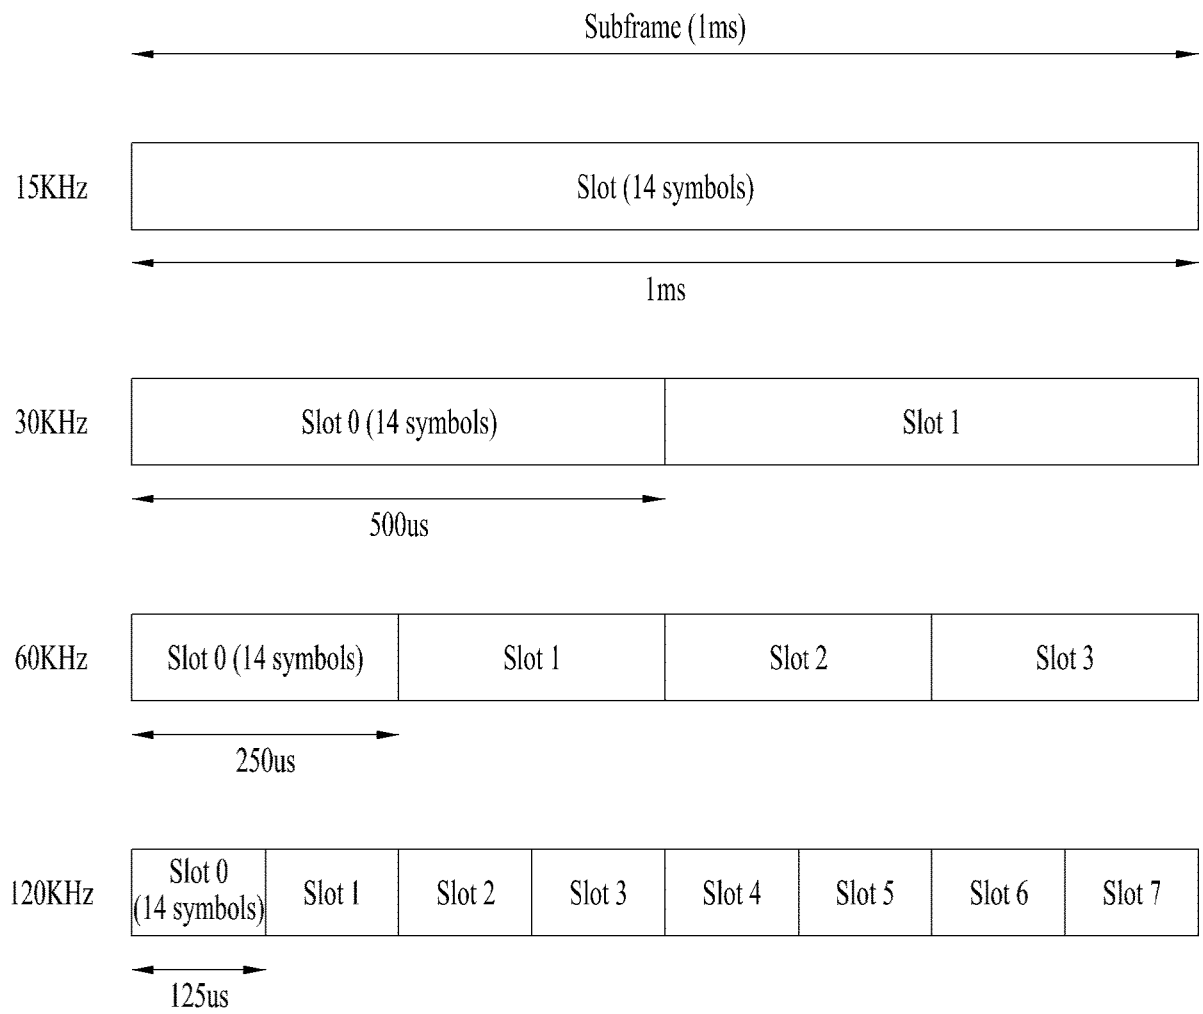 Subframe (1ms)
15KHz
Slot (14 symbols)
1ms
30KHz
Slot 0 (14 symbols)
Slot 1
500us
60KHz
Slot 0 (14 symbols)
Slot 1
Slot 2
Slot 3
250us
120KHz
Slot 0
(14 symbols)
Slot 1
Slot 2
Slot 3
Slot 4
Slot 5
Slot 6
Slot 7
125us